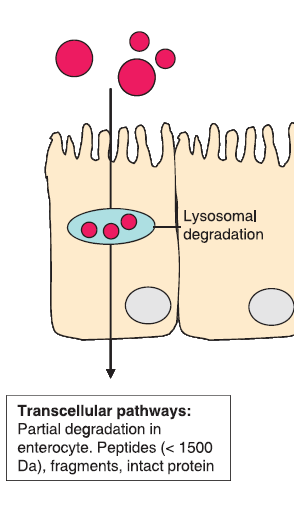 Lysosomal
degradation
Transcellular pathways:
Partial degradation in
enterocyte. Peptides (< 1500
Da), fragments, intact protein